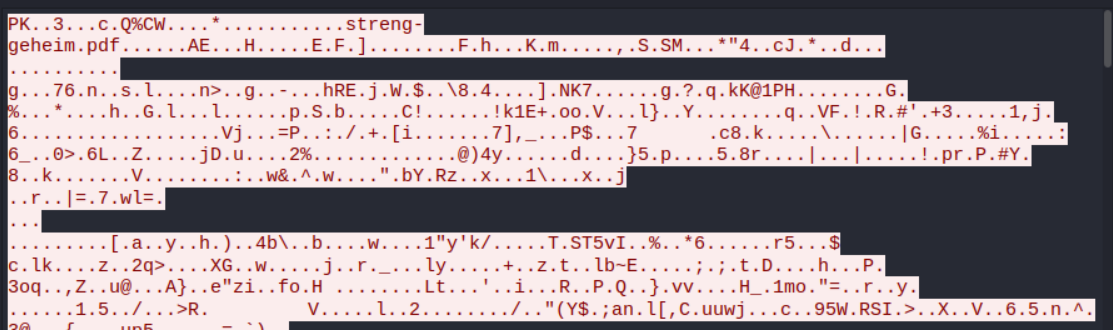 PK..3...c.Q%CW....*...........streng-
geheim.pdf......AE...H.....E.F.]........F.h...K.m.....,.S.SM...*"4..cJ.*..d...
..........
g...76.n..s.l....n>..g..-...hRE.j.W.$..\8.4....].NK7......g.?.q.kK@1PH........G.
%...*....h..G.l...l......p.S.b.....C!......!k1E+.oo.V...l}..Y........q..VF.!.R.#'.+3.....1,j.
6..................Vj...=P..:./.+.[i.......7],_...P$...7      .c8.k.....\......|G.....%i.....:
6_..0>.6L..Z.....jD.u....2%.............@)4y......d....}5.p....5.8r....|...|.....!.pr.P.#Y.
8..k.......V........:..w&.^.w....".bY.Rz..x...1\...x..j
..r..|=.7.wl=.
...
.........[.a..y..h.)..4b\..b....w....1"y'k/.....T.ST5vI..%..*6......r5...$
c.lk....z..2q>....XG..w.....j..r._...ly.....+..z.t..lb~E.....;.;.t.D....h...P.
3oq..,Z..u@...A}..e"zi..fo.H ........Lt...'..i...R..P.Q..}.vv....H_.1mo."=..r..y.
......1.5../...>R.         V.....l..2......../.."(Y$.;an.l[,C.uuwj...c..95W.RSI.>..X..V..6.5.n.^.